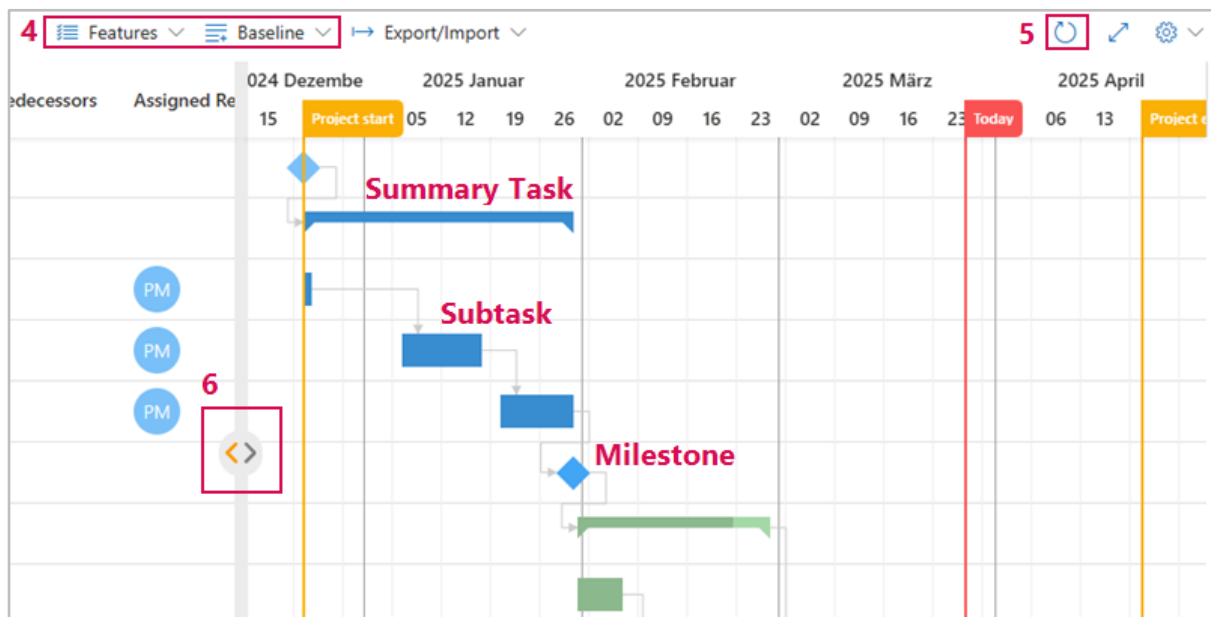 4 Features Baseline Export/Import 5
024 Dezembe 2025 Januar 2025 Februar 2025 März 2025 April
edecessors Assigned Re
15 Project start 05 12 19 26 02 09 16 23 02 09 16 23 Today 06 13 Project e
Summary Task
PM
Subtask
PM
6
PM
Milestone